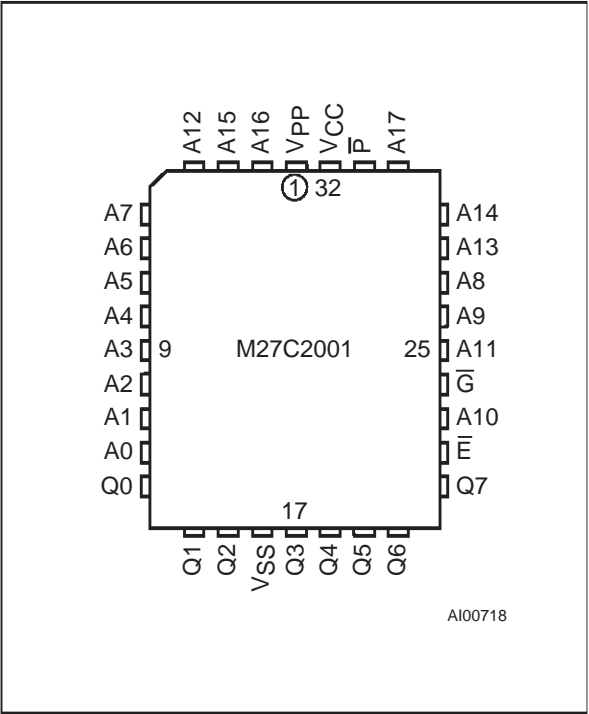 A12 A15 A16 VPP VCC P̅ A17
1 32
A7 A14
A6 A13
A5 A8
A4 A9
A3 9 M27C2001 25 A11
A2 G̅
A1 A10
A0 E̅
Q0 Q7
17
Q1 Q2 VSS Q3 Q4 Q5 Q6
AI00718